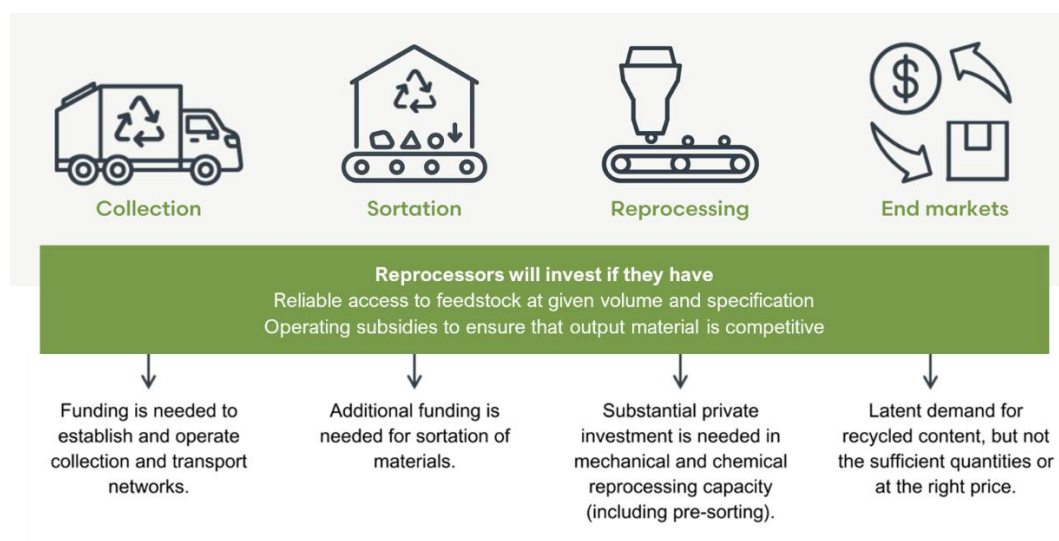 Collection
Sortation
Reprocessing
End markets
Reprocessors will invest if they have
Reliable access to feedstock at given volume and specification
Operating subsidies to ensure that output material is competitive
Funding is needed to
establish and operate
collection and transport
networks.
Additional funding is
needed for sortation of
materials.
Substantial private
investment is needed in
mechanical and chemical
reprocessing capacity
(including pre-sorting).
Latent demand for
recycled content, but not
the sufficient quantities or
at the right price.